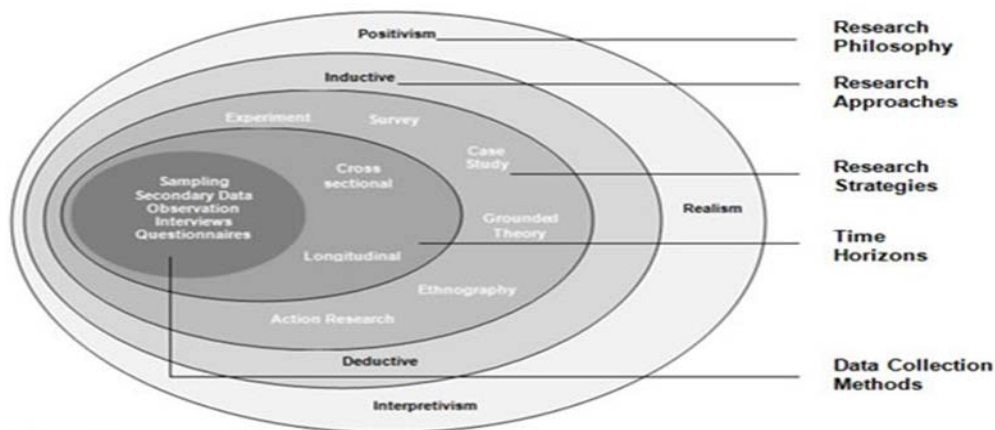 Positivism
Research
Philosophy
Inductive
Research
Approaches
Experiment
Survey
Case
Study
Cross
sectional
Research
Strategies
Sampling
Secondary Data
Observation
Interviews
Questionnaires
Realism
Grounded
Theory
Time
Horizons
Longitudinal
Ethnography
Action Research
Deductive
Data Collection
Methods
Interpretivism